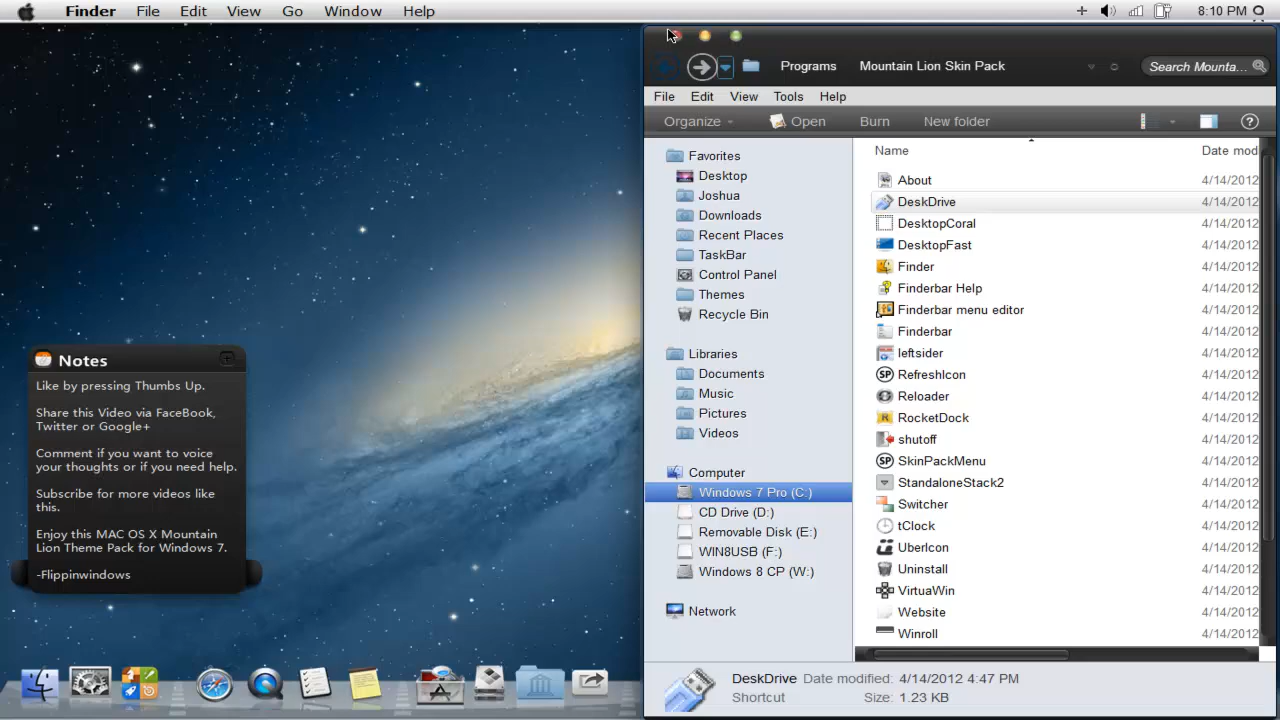 Finder File Edit View Go Window Help 8:10 PM
Programs Mountain Lion Skin Pack Search Mounta...
File Edit View Tools Help
Organize Open Burn New folder
Favorites
Desktop
Joshua
Downloads
Recent Places
TaskBar
Control Panel
Themes
Recycle Bin
Libraries
Documents
Music
Pictures
Videos
Computer
Windows 7 Pro (C:)
CD Drive (D:)
Removable Disk (E:)
WIN8USB (F:)
Windows 8 CP (W:)
Network
Name Date mod
About 4/14/2012
DeskDrive 4/14/2012
DesktopCoral 4/14/2012
DesktopFast 4/14/2012
Finder 4/14/2012
Finderbar Help 4/14/2012
Finderbar menu editor 4/14/2012
Finderbar 4/14/2012
leftsider 4/14/2012
RefreshIcon 4/14/2012
Reloader 4/14/2012
RocketDock 4/14/2012
shutoff 4/14/2012
SkinPackMenu 4/14/2012
StandaloneStack2 4/14/2012
Switcher 4/14/2012
tClock 4/14/2012
UberIcon 4/14/2012
Uninstall 4/14/2012
VirtuaWin 4/14/2012
Website 4/14/2012
Winroll 4/14/2012
DeskDrive Date modified: 4/14/2012 4:47 PM
Shortcut Size: 1.23 KB
Notes
Like by pressing Thumbs Up.
Share this Video via FaceBook,
Twitter or Google+
Comment if you want to voice
your thoughts or if you need help.
Subscribe for more videos like
this.
Enjoy this MAC OS X Mountain
Lion Theme Pack for Windows 7.
-Flippinwindows